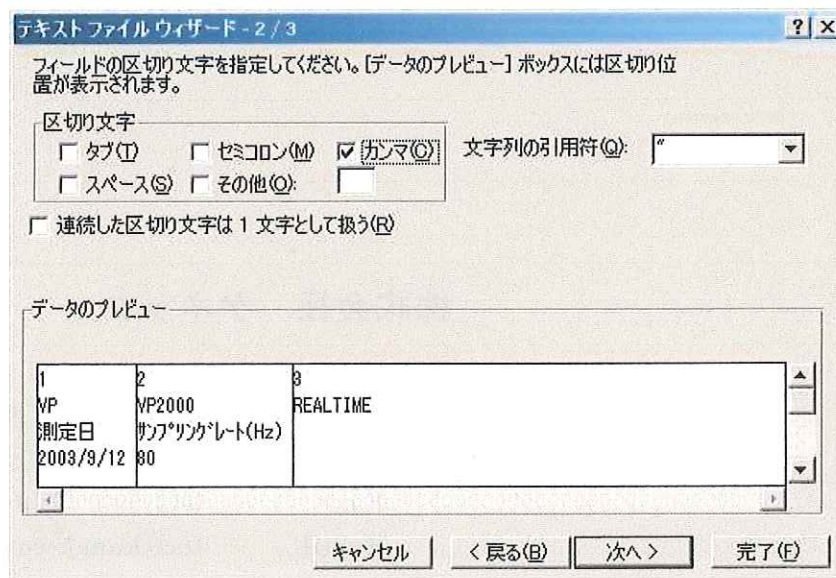 テキスト ファイル ウィザード - 2 / 3
フィールドの区切り文字を指定してください。[データのプレビュー] ボックスには区切り位
置が表示されます。
区切り文字
タブ(T) セミコロン(M) カンマ(C) 文字列の引用符(Q): "
スペース(S) その他(O):
連続した区切り文字は 1 文字として扱う(R)
データのプレビュー
1 2 3
VP VP2000 REALTIME
測定日 ｻﾝﾌﾟﾘﾝｸﾞﾚｰﾄ(Hz)
2003/9/12 80
キャンセル < 戻る(B) 次へ > 完了(F)